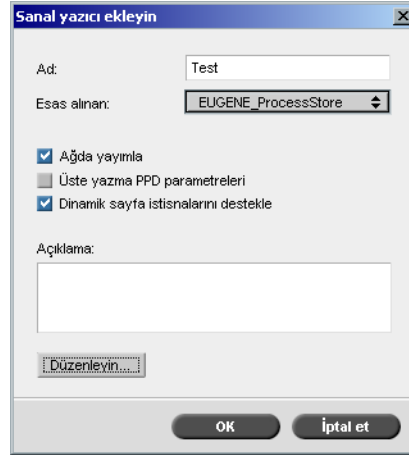 Sanal yazıcı ekleyin
Ad: Test
Esas alınan: EUGENE_ProcessStore
Ağda yayımla
Üste yazma PPD parametreleri
Dinamik sayfa istisnalarını destekle
Açıklama:
Düzenleyin...
OK İptal et